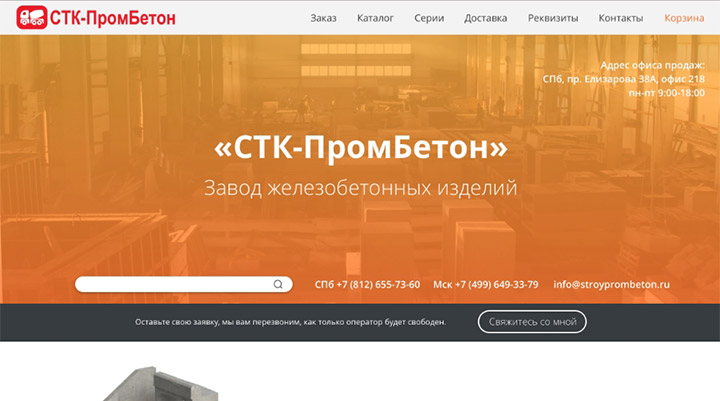 СТК-ПромБетон
Заказ Каталог Серии Доставка Реквизиты Контакты Корзина
Адрес офиса продаж:
СПб, пр. Елизарова 38А, офис 218
пн-пт 9:00-18:00
«СТК-ПромБетон»
Завод железобетонных изделий
СПб +7 (812) 655-73-60 Мск +7 (499) 649-33-79 info@stroyprombeton.ru
Оставьте свою заявку, мы вам перезвоним, как только оператор будет свободен. Свяжитесь со мной